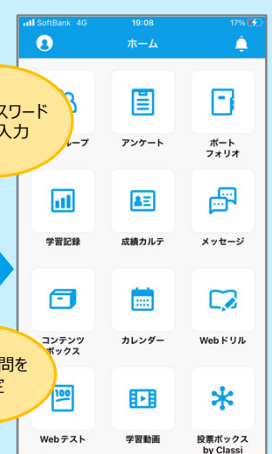 SoftBank 4G 19:08 17%
ホーム
スワード
入力
ループ
アンケート
ポート
フォリオ
学習記録
成績カルテ
メッセージ
コンテンツ
ボックス
カレンダー
Webドリル
問を
100
Webテスト
学習動画
投票ボックス
by Classi